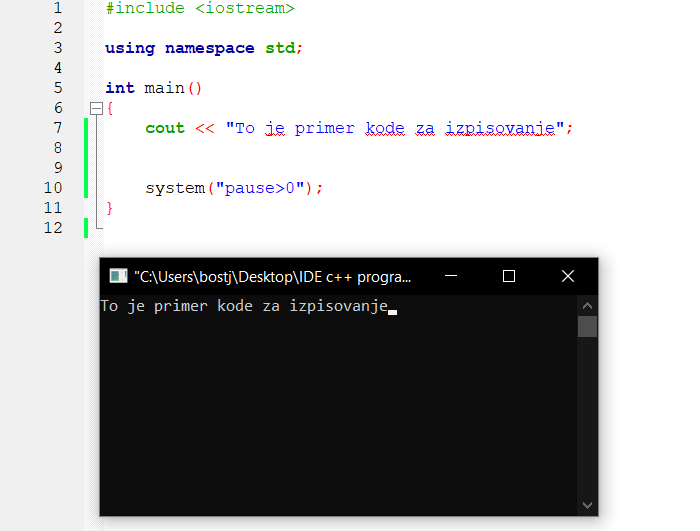 1 #include <iostream>
2
3 using namespace std;
4
5 int main()
6 {
7 cout << "To je primer kode za izpisovanje";
8
9
10 system("pause>0");
11 }
12
"C:\Users\bostj\Desktop\IDE c++ progra...
To je primer kode za izpisovanje